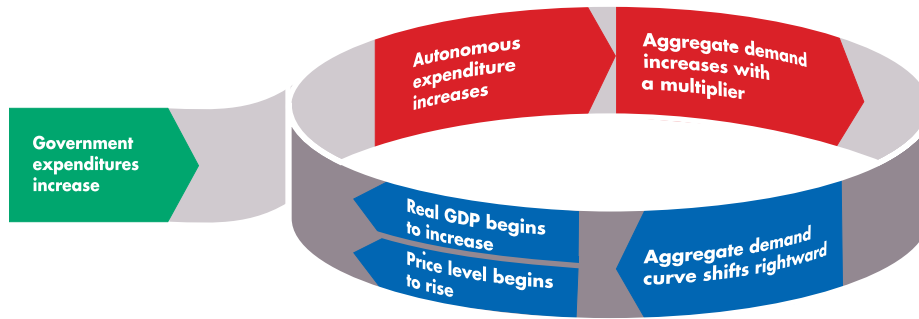 Government
expenditures
increase
Autonomous
expenditure
increases
Aggregate demand
increases with
a multiplier
Aggregate demand
curve shifts rightward
Real GDP begins
to increase
Price level begins
to rise